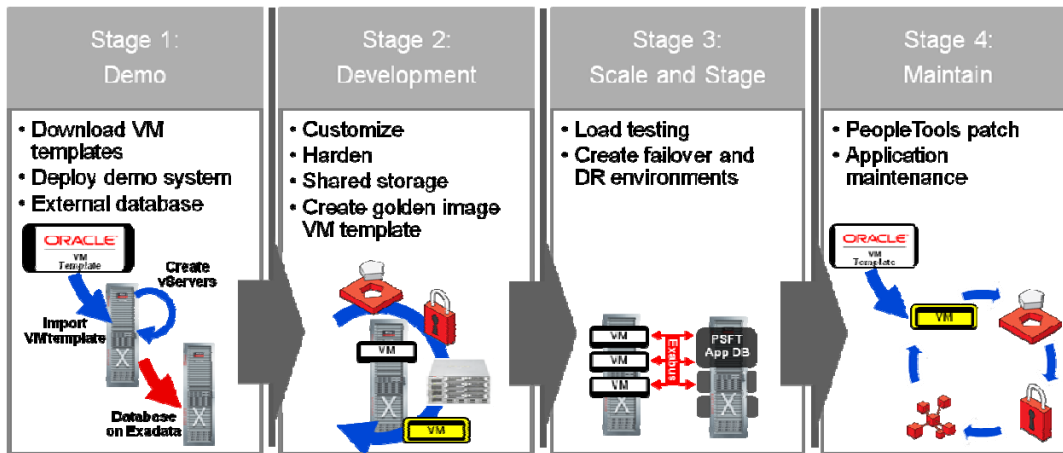 Stage 1:
Demo
• Download VM
templates
• Deploy demo system
• External database
ORACLE
VM
Template
Create
vServers
Import
VM template
Database
on Exadata
Stage 2:
Development
• Customize
• Harden
• Shared storage
• Create golden image
VM template
VM
VM
Stage 3:
Scale and Stage
• Load testing
• Create failover and
DR environments
VM
VM
VM
Exabus
PSFT
App DB
Stage 4:
Maintain
• PeopleTools patch
• Application
maintenance
ORACLE
VM
Template
VM